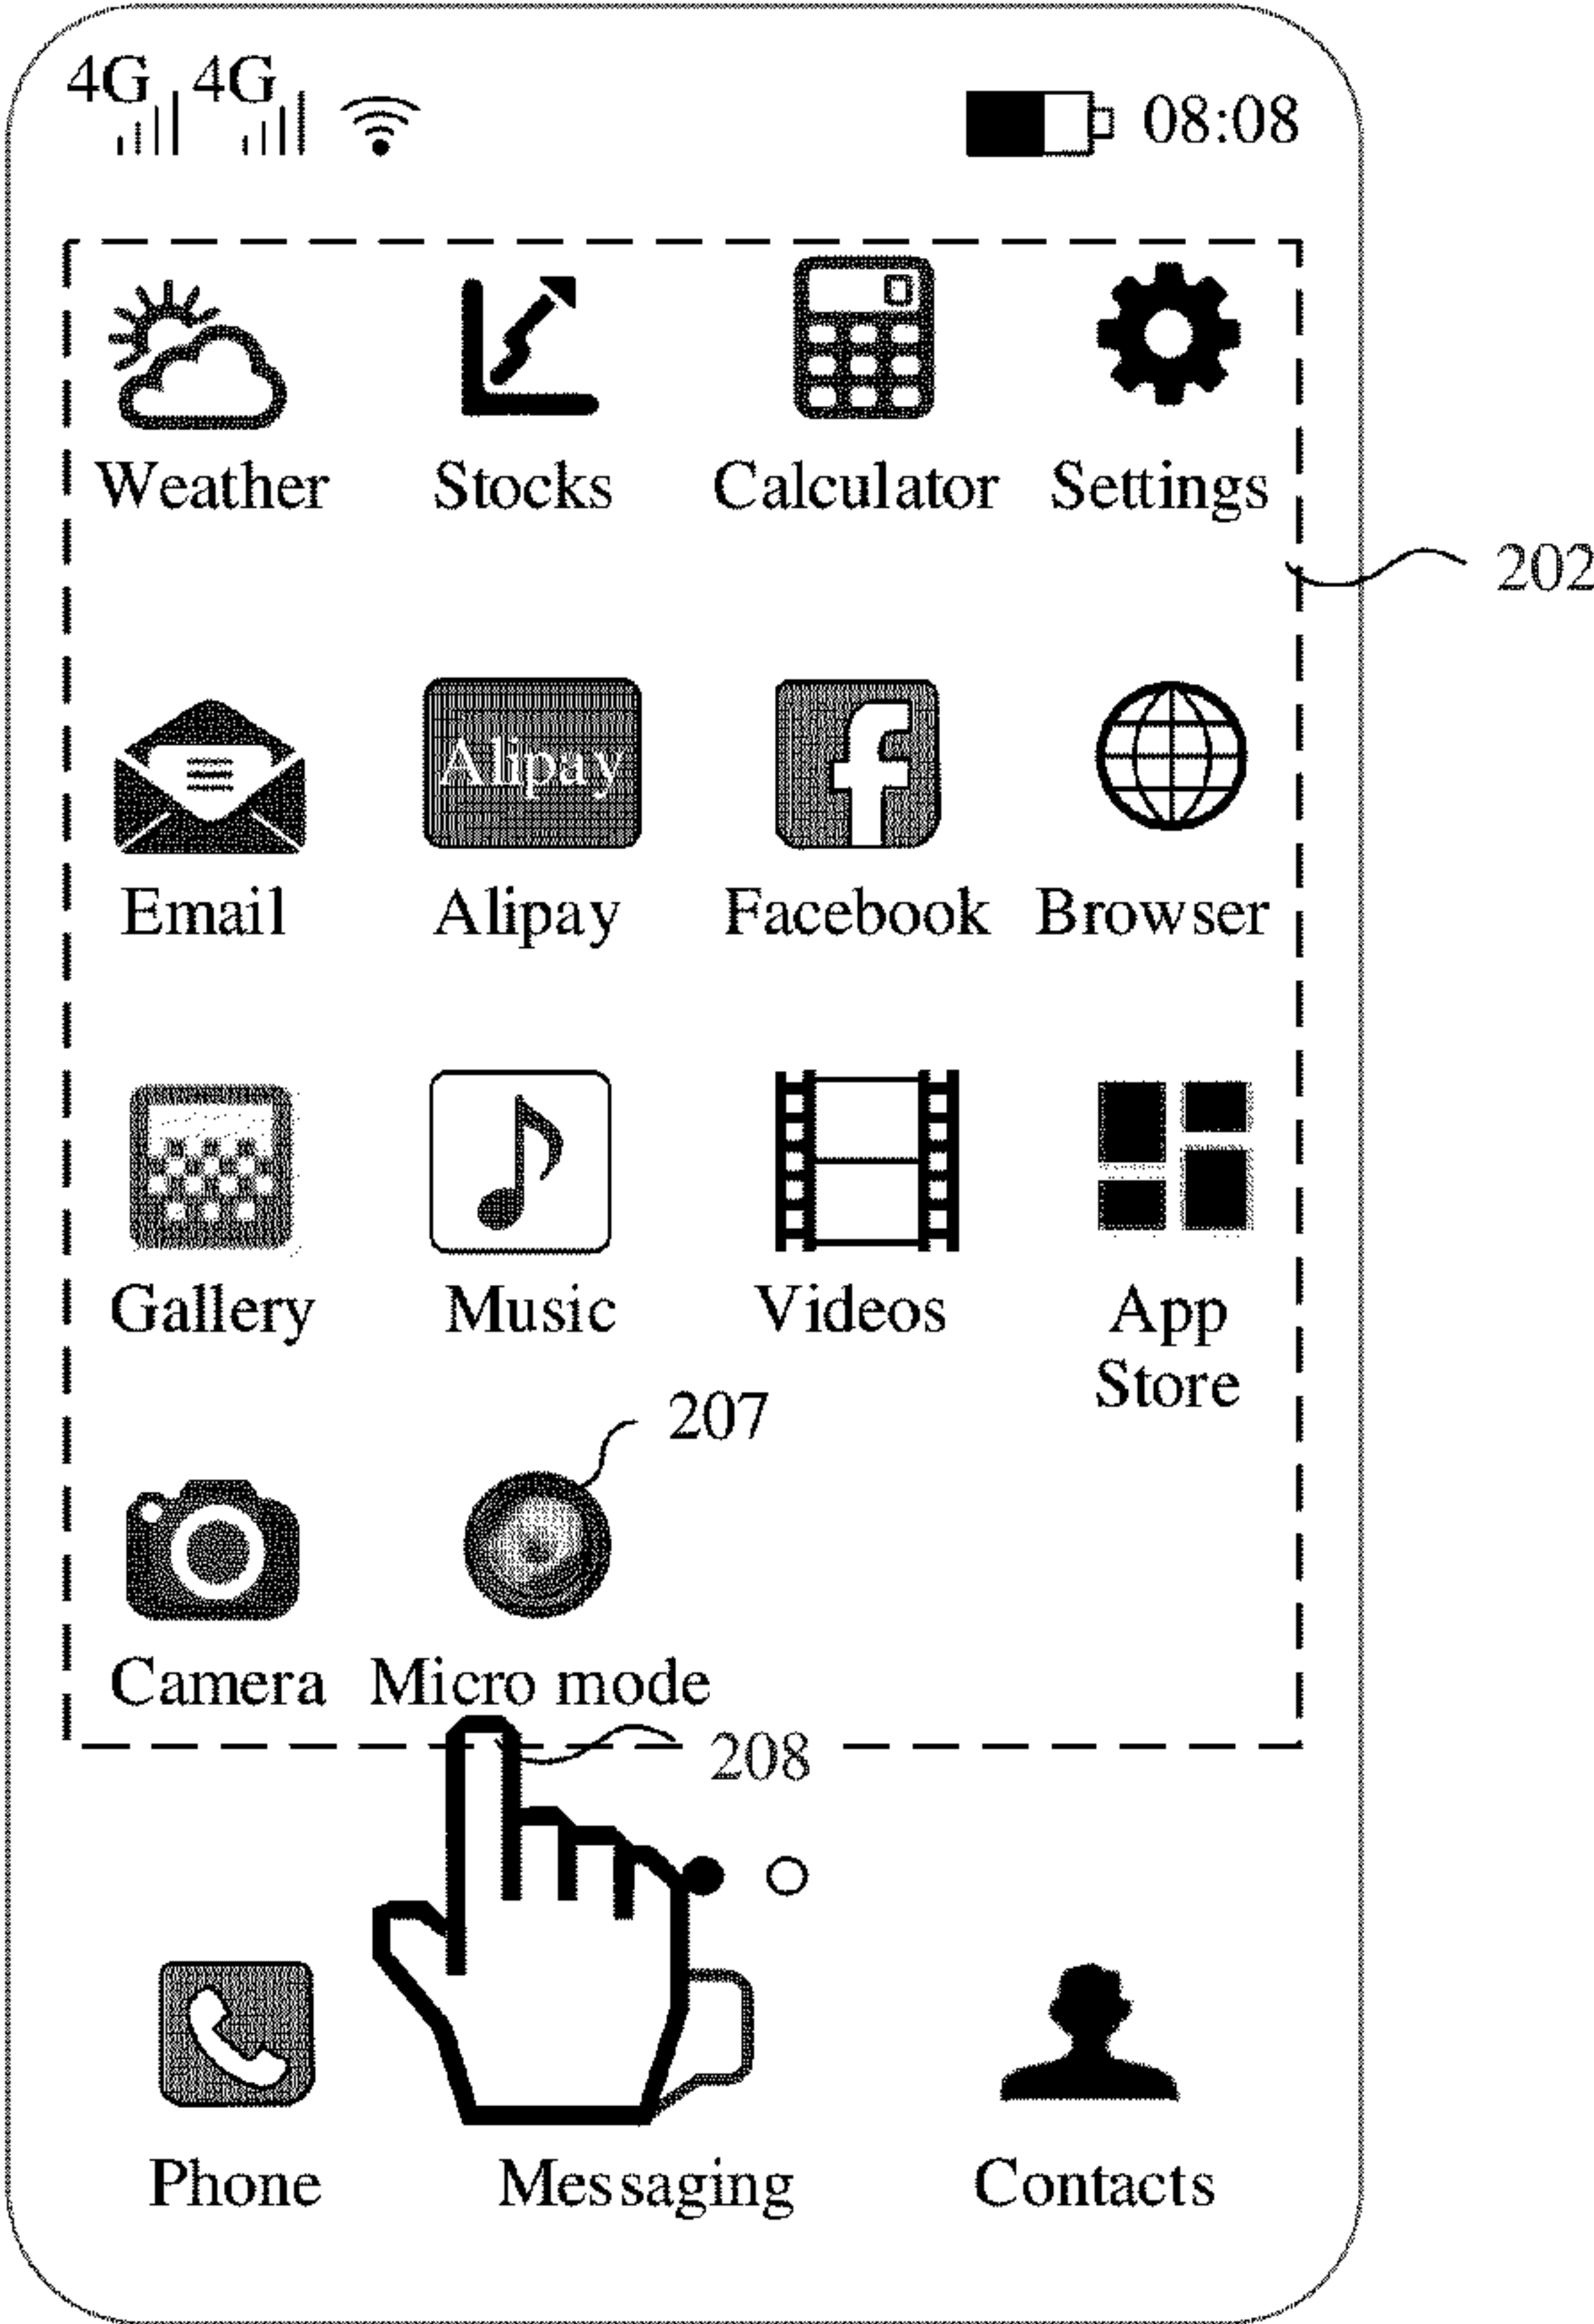 4G 4G 08:08
Weather Stocks Calculator Settings
202
Alipay
Email Alipay Facebook Browser
Gallery Music Videos App
Store
207
Camera Micro mode
208
Phone Messaging Contacts